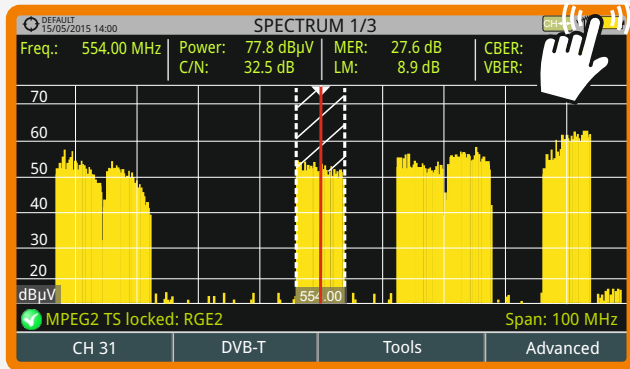 DEFAULT
15/05/2015 14:00
SPECTRUM 1/3
CH
Freq.: 554.00 MHz
Power: 77.8 dBµV
MER: 27.6 dB
CBER:
C/N: 32.5 dB
LM: 8.9 dB
VBER:
70
60
50
40
30
20
dBµV
554.00
MPEG2 TS locked: RGE2
Span: 100 MHz
CH 31
DVB-T
Tools
Advanced